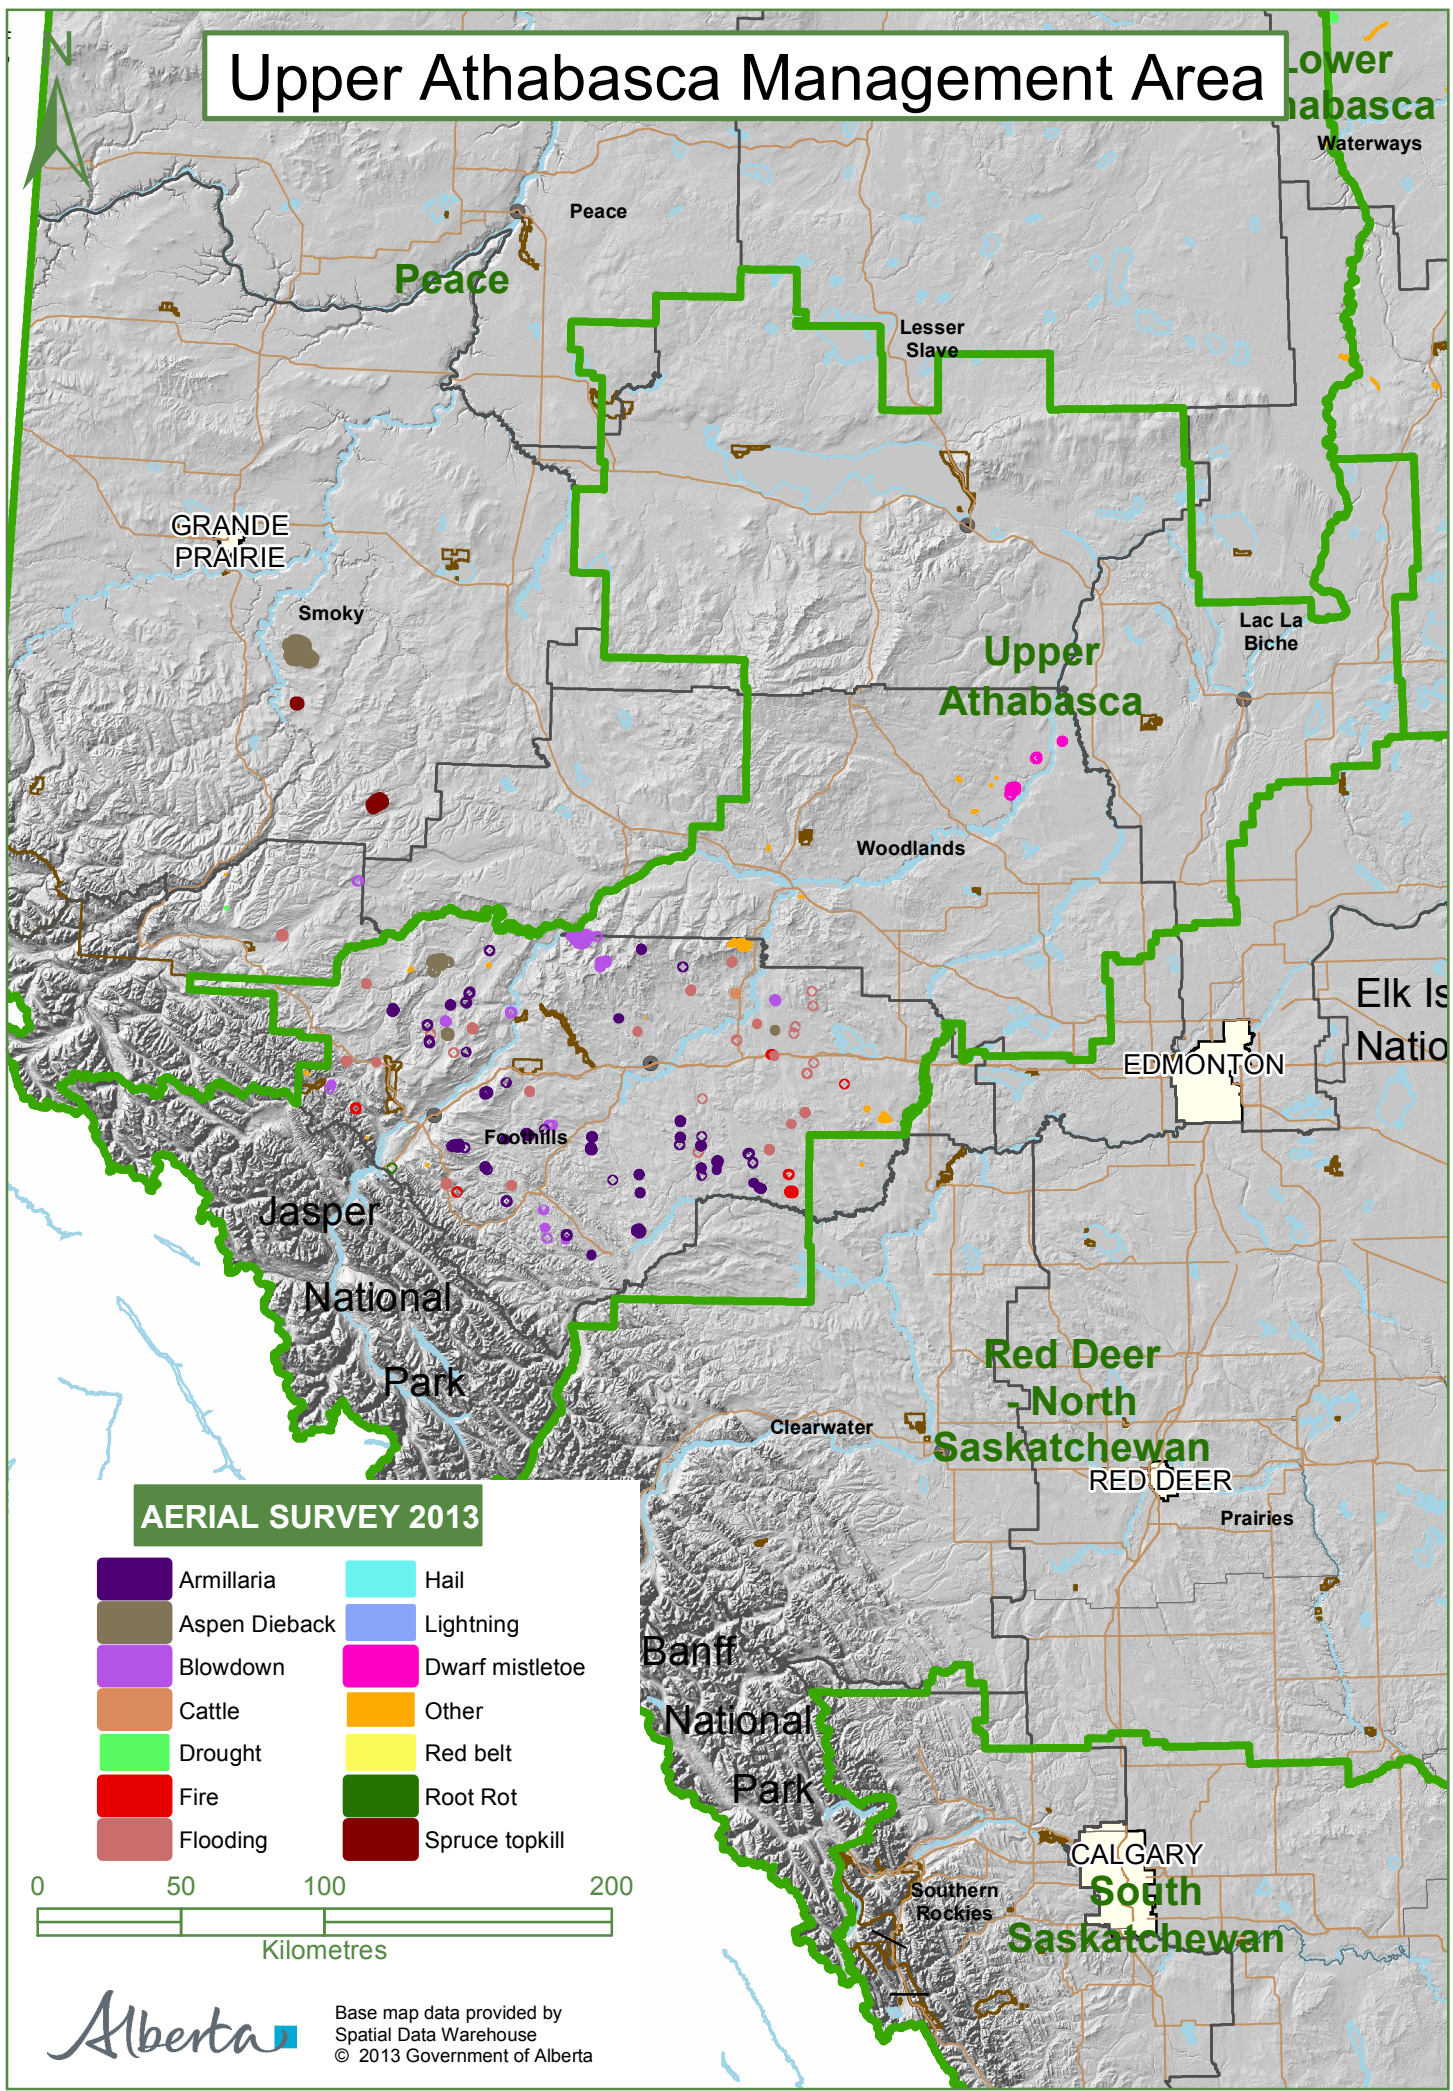 N
Upper Athabasca Management Area
Lower
habasca
Waterways
Peace
Peace
Lesser
Slave
GRANDE
PRAIRIE
Smoky
Lac La
Biche
Upper
Athabasca
Woodlands
Elk Is
Natio
EDMONTON
Foothills
Jasper
National
Park
Red Deer
- North
Saskatchewan
Clearwater
RED DEER
Prairies
AERIAL SURVEY 2013
Armillaria
Aspen Dieback
Blowdown
Cattle
Drought
Fire
Flooding
Hail
Lightning
Dwarf mistletoe
Other
Red belt
Root Rot
Spruce topkill
Banff
National
Park
CALGARY
South
Saskatchewan
Southern
Rockies
0 50 100 200
Kilometres
Alberta
Base map data provided by
Spatial Data Warehouse
© 2013 Government of Alberta